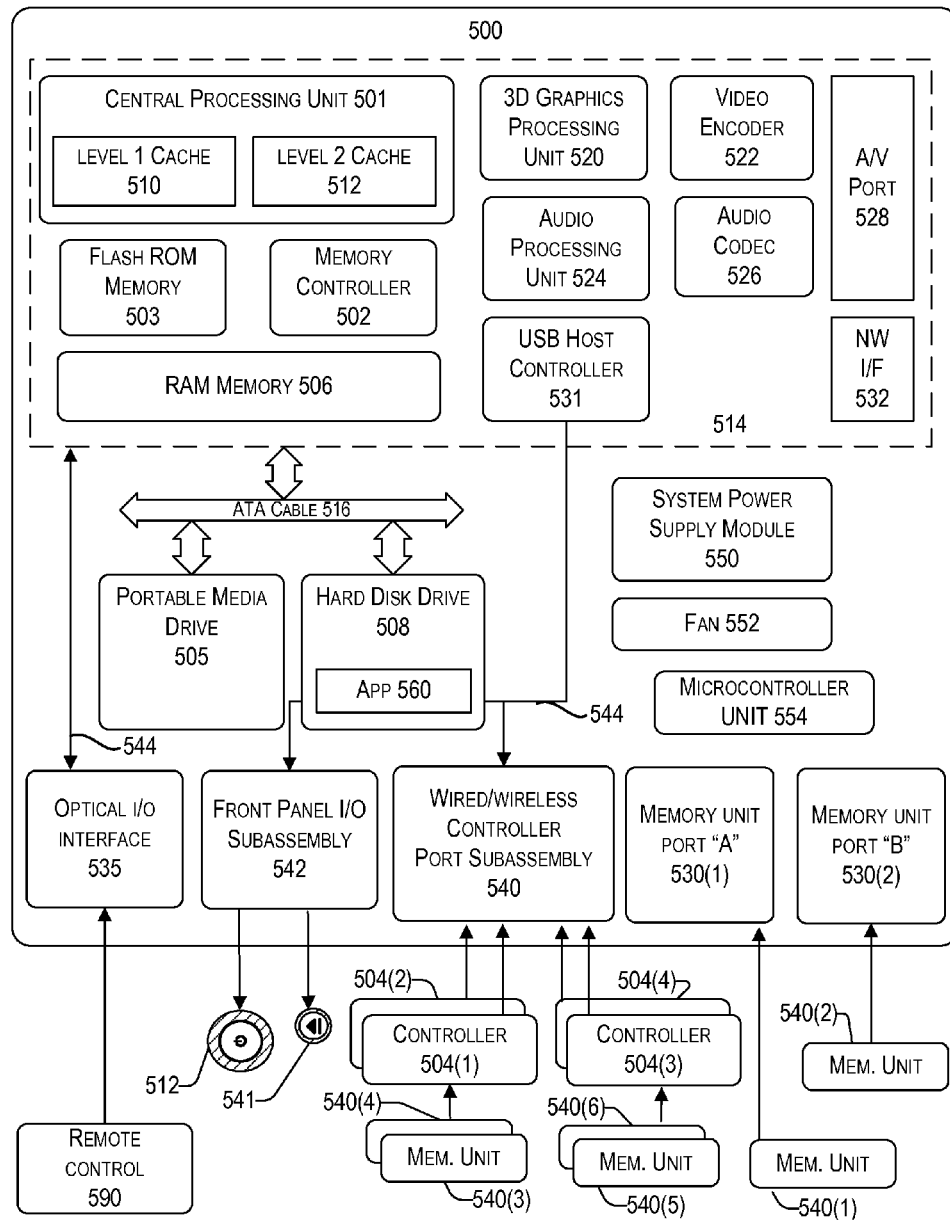 500
CENTRAL PROCESSING UNIT 501
LEVEL 1 CACHE
510
LEVEL 2 CACHE
512
3D GRAPHICS
PROCESSING
UNIT 520
VIDEO
ENCODER
522
A/V
PORT
528
FLASH ROM
MEMORY
503
MEMORY
CONTROLLER
502
AUDIO
PROCESSING
UNIT 524
AUDIO
CODEC
526
RAM MEMORY 506
USB HOST
CONTROLLER
531
NW
I/F
532
514
ATA CABLE 516
SYSTEM POWER
SUPPLY MODULE
550
PORTABLE MEDIA
DRIVE
505
HARD DISK DRIVE
508
APP 560
FAN 552
MICROCONTROLLER
UNIT 554
544
544
OPTICAL I/O
INTERFACE
535
FRONT PANEL I/O
SUBASSEMBLY
542
WIRED/WIRELESS
CONTROLLER
PORT SUBASSEMBLY
540
MEMORY UNIT
PORT "A"
530(1)
MEMORY UNIT
PORT "B"
530(2)
504(2)
504(4)
CONTROLLER
504(1)
CONTROLLER
504(3)
540(2)
MEM. UNIT
512
541
540(4)
540(6)
REMOTE
CONTROL
590
MEM. UNIT
540(3)
MEM. UNIT
540(5)
MEM. UNIT
540(1)